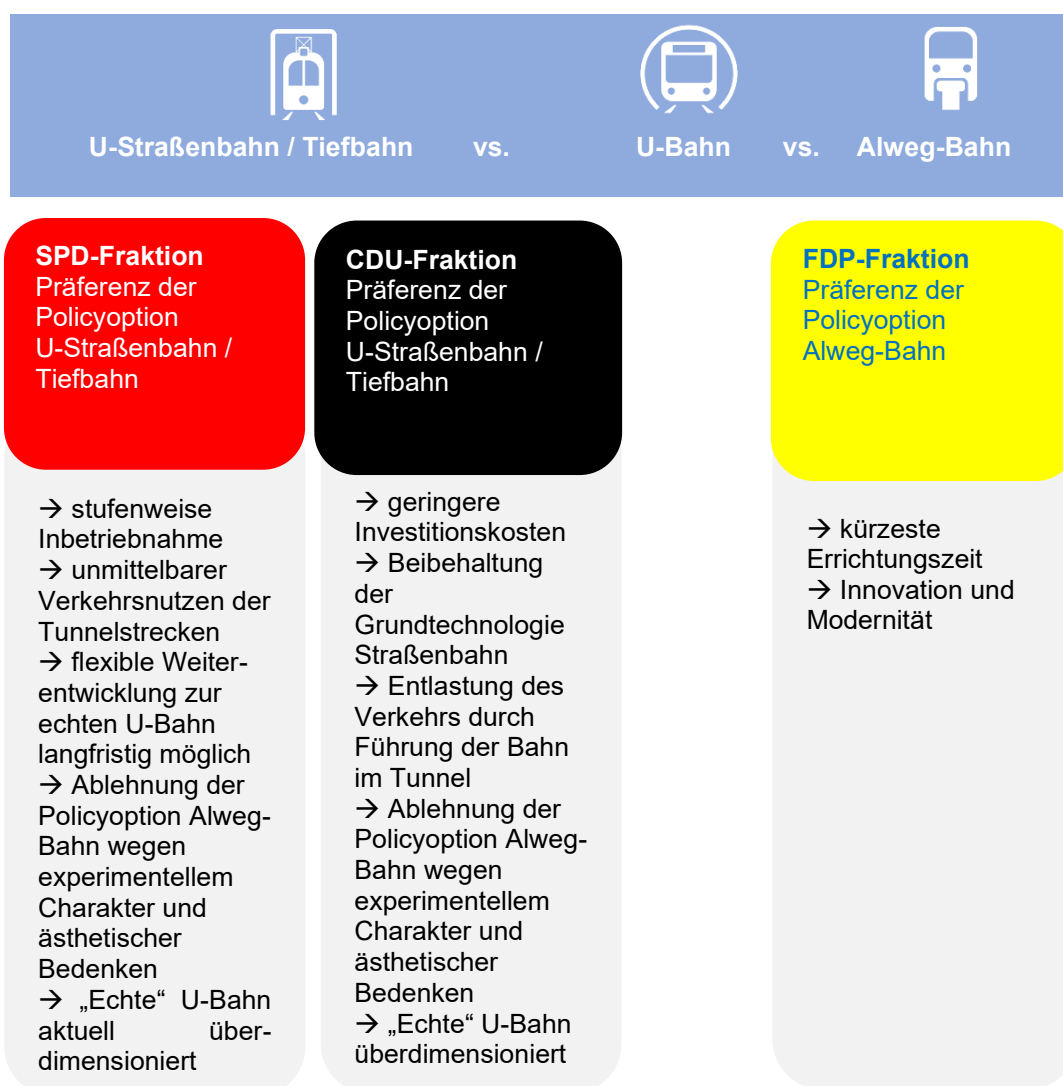 U-Straßenbahn / Tiefbahn vs. U-Bahn vs. Alweg-Bahn
SPD-Fraktion
Präferenz der
Policyoption
U-Straßenbahn /
Tiefbahn
→ stufenweise
Inbetriebnahme
→ unmittelbarer
Verkehrsnutzen der
Tunnelstrecken
→ flexible Weiter-
entwicklung zur
echten U-Bahn
langfristig möglich
→ Ablehnung der
Policyoption Alweg-
Bahn wegen
experimentellem
Charakter und
ästhetischer
Bedenken
→ „Echte“ U-Bahn
aktuell über-
dimensioniert
CDU-Fraktion
Präferenz der
Policyoption
U-Straßenbahn /
Tiefbahn
→ geringere
Investitionskosten
→ Beibehaltung
der
Grundtechnologie
Straßenbahn
→ Entlastung des
Verkehrs durch
Führung der Bahn
im Tunnel
→ Ablehnung der
Policyoption Alweg-
Bahn wegen
experimentellem
Charakter und
ästhetischer
Bedenken
→ „Echte“ U-Bahn
überdimensioniert
FDP-Fraktion
Präferenz der
Policyoption
Alweg-Bahn
→ kürzeste
Errichtungszeit
→ Innovation und
Modernität